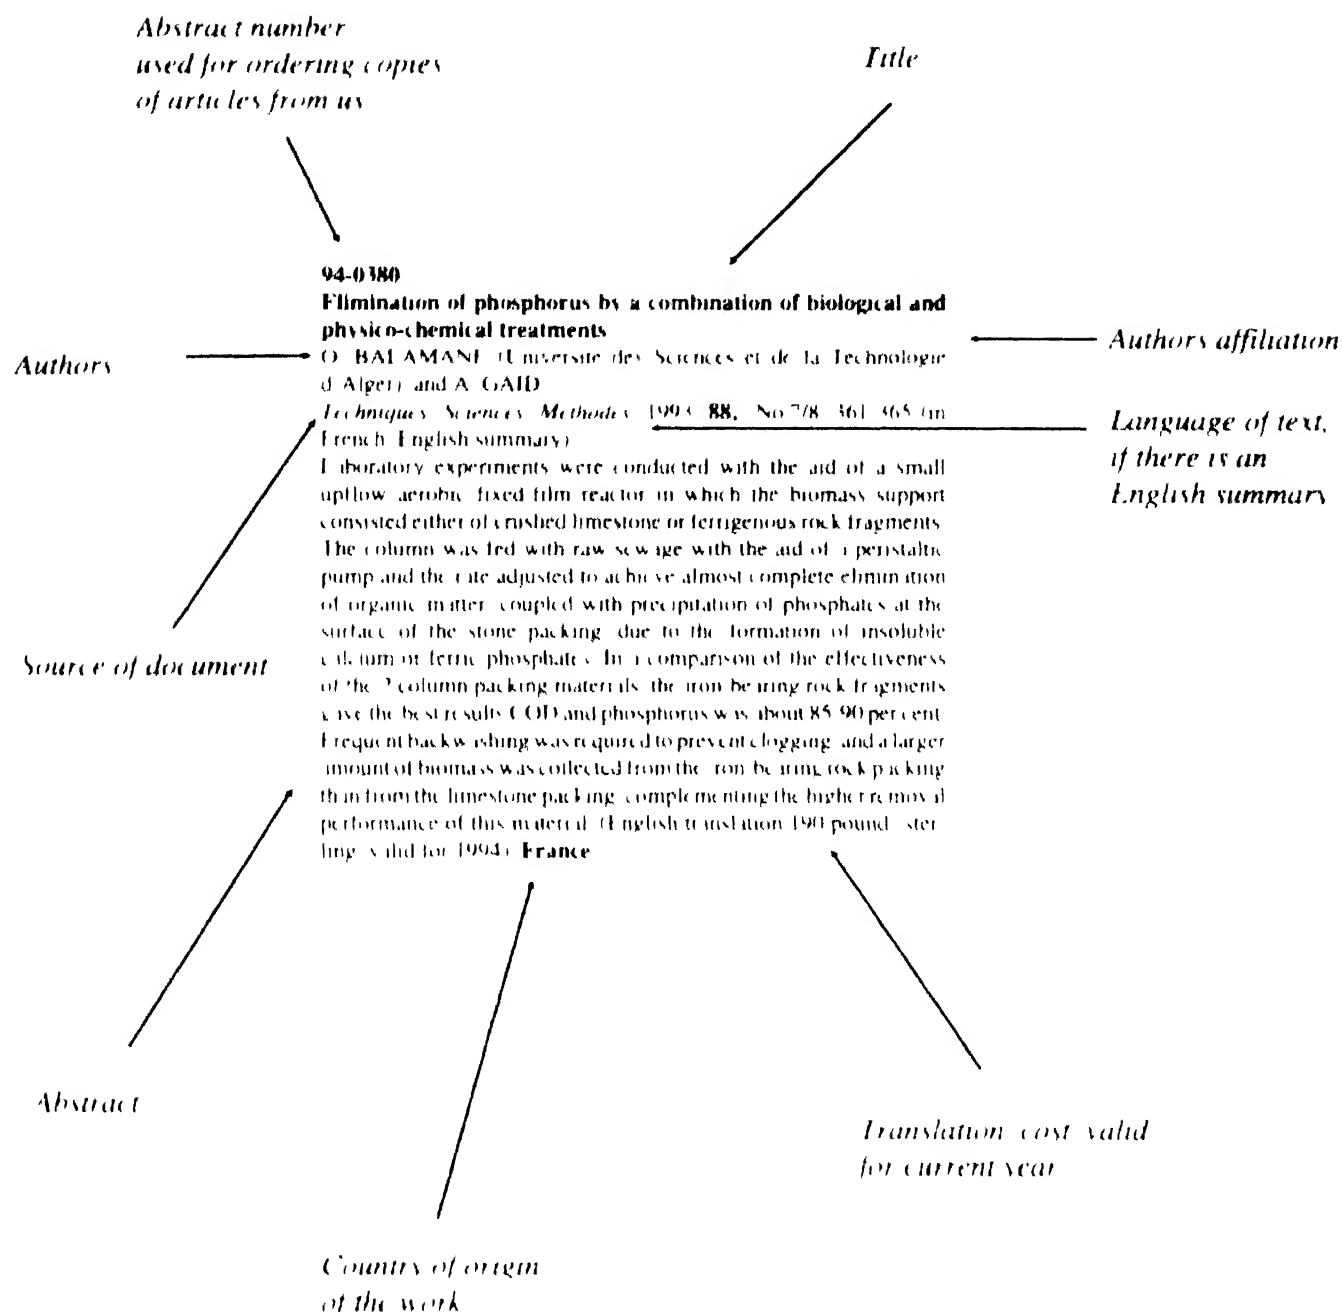 Abstract number
used for ordering copies
of articles from us
Title
94-0380
Elimination of phosphorus by a combination of biological and
physico-chemical treatments
Authors
O. BALAMANE (Universite des Sciences et de la Technologie
d'Alger) and A. GAID
Authors affiliation
Techniques Sciences Methodes 1993, 88, No.7/8, 361-365 (in
French, English summary)
Language of text,
if there is an
English summary
Laboratory experiments were conducted with the aid of a small
upflow aerobic fixed film reactor in which the biomass support
consisted either of crushed limestone or ferrigenous rock fragments
The column was fed with raw sewage with the aid of a peristaltic
pump and the rate adjusted to achieve almost complete elimination
of organic matter coupled with precipitation of phosphates at the
surface of the stone packing due to the formation of insoluble
calcium or ferric phosphates. In a comparison of the effectiveness
Source of document
of the 2 column packing materials the iron bearing rock fragments
gave the best results COD and phosphorus was about 85-90 per cent
Frequent backwashing was required to prevent clogging and a larger
amount of biomass was collected from the iron bearing rock packing
than from the limestone packing, complementing the higher removal
performance of this material. (English translation 190 pounds ster-
ling, valid for 1994). France
Abstract
Translation cost valid
for current year
Country of origin
of the work